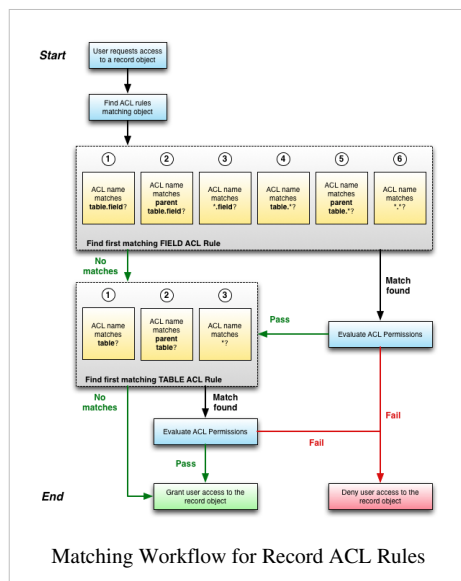 Start
User requests access
to a record object
Find ACL rules
matching object
1
2
3
4
5
6
ACL name
matches
table.field?
ACL name
matches
parent
table.field?
ACL name
matches
*.field?
ACL name
matches
table.*?
ACL name
matches
parent
table.*?
ACL name
matches
*.*?
Find first matching FIELD ACL Rule
No
matches
Match
found
1
2
3
ACL name
matches
table?
ACL name
matches
parent
table?
ACL name
matches
*?
Find first matching TABLE ACL Rule
Pass
Evaluate ACL Permissions
No
matches
Match
found
Evaluate ACL Permissions
Fail
Fail
Pass
End
Grant user access to the
record object
Deny user access to the
record object
Matching Workflow for Record ACL Rules